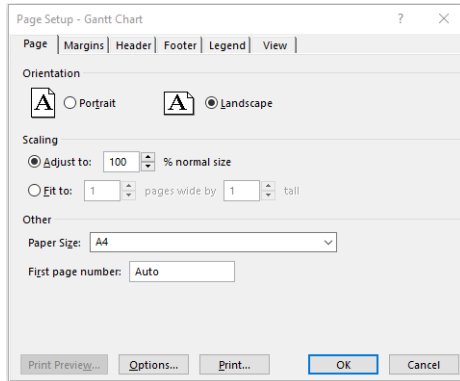 Page Setup - Gantt Chart ? ×
Page Margins Header Footer Legend View
Orientation
A Portrait A Landscape
Scaling
Adjust to: 100 % normal size
Fit to: 1 pages wide by 1 tall
Other
Paper Size: A4
First page number: Auto
Print Preview... Options... Print... OK Cancel